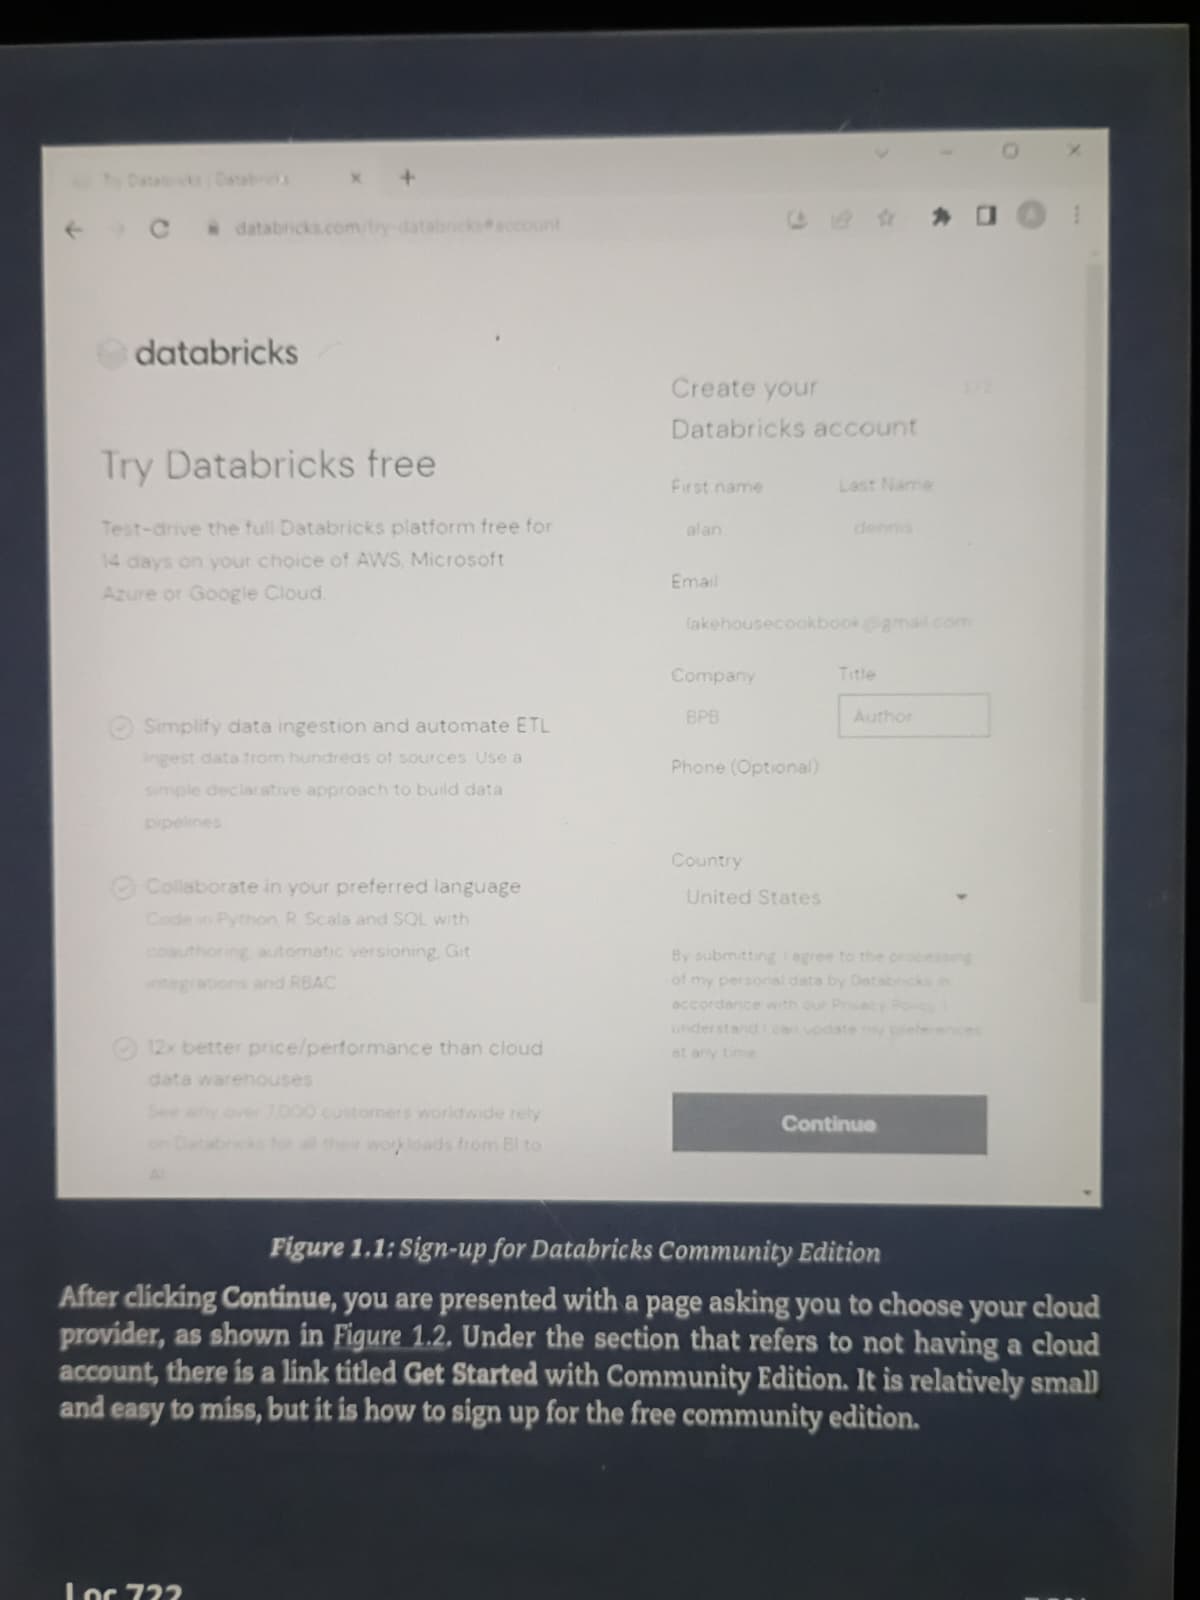 Try Databricks | Databricks
databricks.com/try-databricks#account
databricks
Try Databricks free
Test-drive the full Databricks platform free for
14 days on your choice of AWS, Microsoft
Azure or Google Cloud.
Simplify data ingestion and automate ETL
Ingest data from hundreds of sources. Use a
simple declarative approach to build data
pipelines
Collaborate in your preferred language
Code in Python, R, Scala and SQL with
coauthoring, automatic versioning, Git
integrations and RBAC
12x better price/performance than cloud
data warehouses
See why over 7,000 customers worldwide rely
on Databricks for all their workloads from BI to
AI
Create your 1/2
Databricks account
First name Last Name
alan dennis
Email
lakehousecookbook@gmail.com
Company Title
BPB Author
Phone (Optional)
Country
United States
By submitting, I agree to the processing
of my personal data by Databricks in
accordance with our Privacy Policy. I
understand I can update my preferences
at any time
Continue
Figure 1.1: Sign-up for Databricks Community Edition
After clicking Continue, you are presented with a page asking you to choose your cloud
provider, as shown in Figure 1.2. Under the section that refers to not having a cloud
account, there is a link titled Get Started with Community Edition. It is relatively small
and easy to miss, but it is how to sign up for the free community edition.
Loc 722